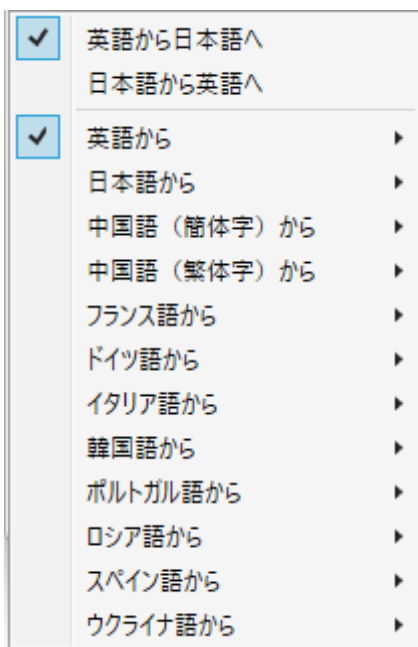 英語から日本語へ
日本語から英語へ
英語から
日本語から
中国語（簡体字）から
中国語（繁体字）から
フランス語から
ドイツ語から
イタリア語から
韓国語から
ポルトガル語から
ロシア語から
スペイン語から
ウクライナ語から